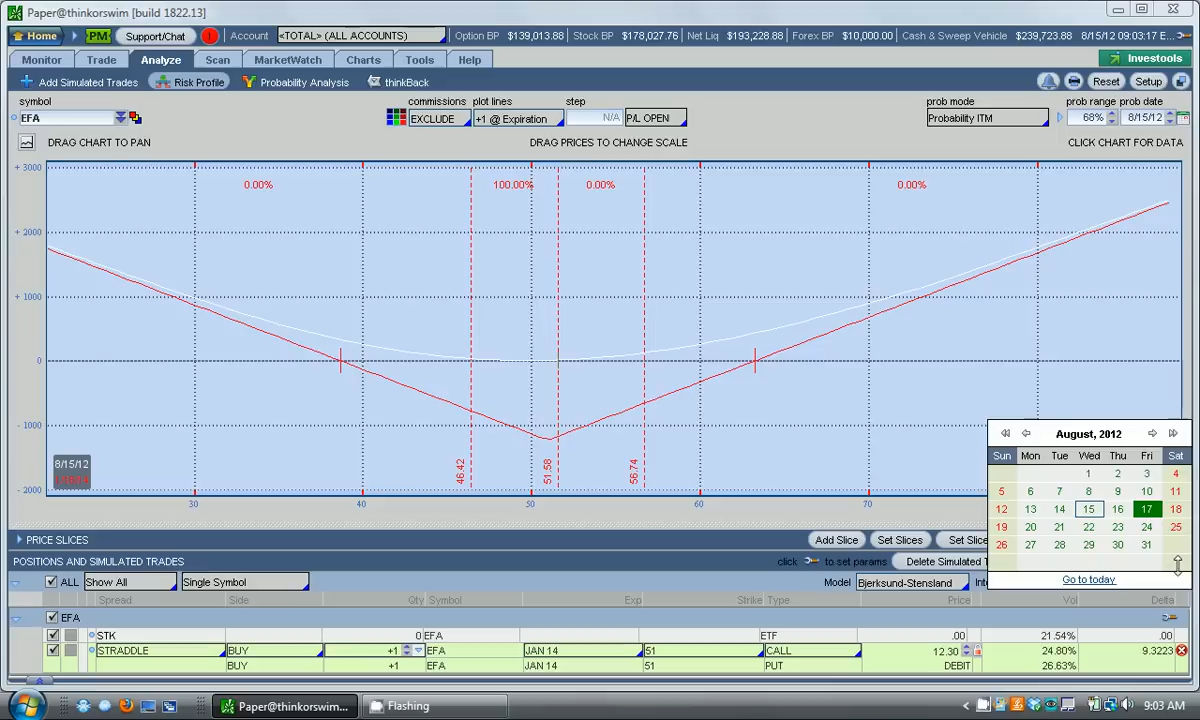 Paper@thinkorswim [build 1822.13]
Home PM Support/Chat ! Account <TOTAL> (ALL ACCOUNTS) Option BP $139,013.88 Stock BP $178,027.76 Net Liq $193,228.88 Forex BP $10,000.00 Cash & Sweep Vehicle $239,723.88 8/15/12 9:03:17 E...
Monitor Trade Analyze Scan MarketWatch Charts Tools Help Investools
Add Simulated Trades Risk Profile Probability Analysis thinkBack Reset Setup
symbol commissions plot lines step prob mode prob range prob date
EFA EXCLUDE +1 @ Expiration N/A P/L OPEN Probability ITM 68% 8/15/12
DRAG CHART TO PAN DRAG PRICES TO CHANGE SCALE CLICK CHART FOR DATA
+ 3000
0.00% 100.00% 0.00% 0.00%
+ 2000
+ 1000
0
- 1000
8/15/12
46.42 51.58 56.74
- 2000
30 40 50 60 70
August, 2012
Sun Mon Tue Wed Thu Fri Sat
1 2 3 4
5 6 7 8 9 10 11
12 13 14 15 16 17 18
19 20 21 22 23 24 25
26 27 28 29 30 31
Go to today
PRICE SLICES Add Slice Set Slices Set Slic
POSITIONS AND SIMULATED TRADES click to set params Delete Simulated T
ALL Show All Single Symbol Model Bjerksund-Stensland Int
Spread Side Qty Symbol Exp Strike Type Price Vol Delta
EFA
STK 0 EFA ETF .00 21.54% .00
STRADDLE BUY +1 EFA JAN 14 51 CALL 12.30 24.80% 9.3223
BUY +1 EFA JAN 14 51 PUT DEBIT 26.63%
Paper@thinkorswim... Flashing 9:03 AM